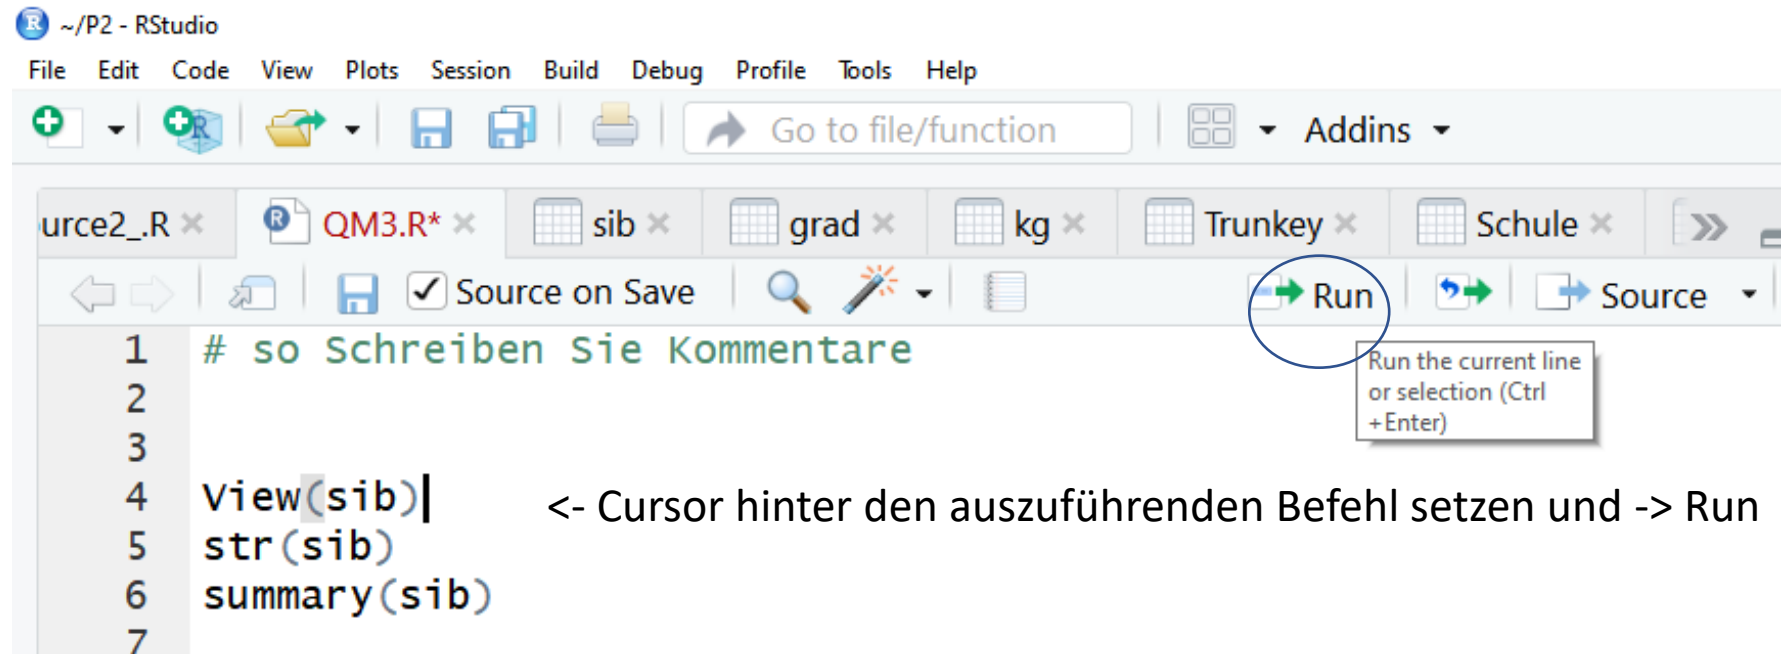 ~/P2 - RStudio
File Edit Code View Plots Session Build Debug Profile Tools Help
Go to file/function Addins
urce2_.R QM3.R* sib grad kg Trunkey Schule
Source on Save Run Source
Run the current line
or selection (Ctrl
+Enter)
1 # so Schreiben Sie Kommentare
2
3
4 View(sib) <- Cursor hinter den auszuführenden Befehl setzen und -> Run
5 str(sib)
6 summary(sib)
7